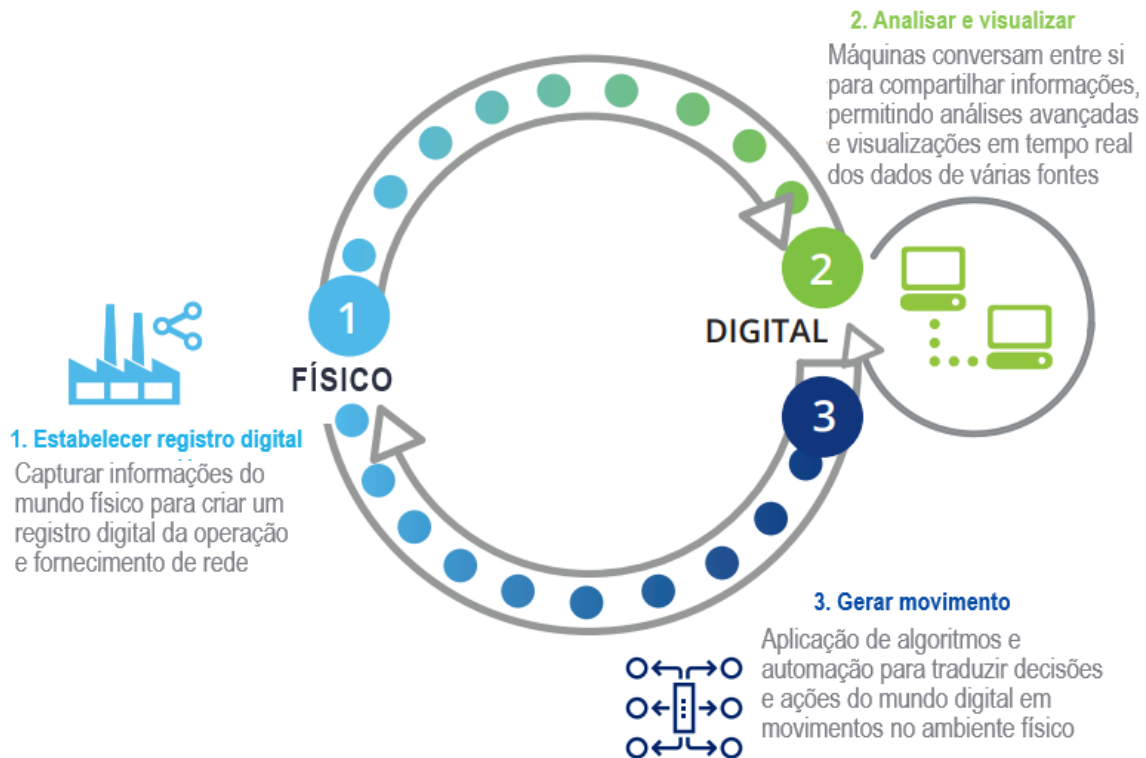 2. Analisar e visualizar
Máquinas conversam entre si
para compartilhar informações,
permitindo análises avançadas
e visualizações em tempo real
dos dados de várias fontes
1
FÍSICO
2
DIGITAL
3
1. Estabelecer registro digital
Capturar informações do
mundo físico para criar um
registro digital da operação
e fornecimento de rede
3. Gerar movimento
Aplicação de algoritmos e
automação para traduzir decisões
e ações do mundo digital em
movimentos no ambiente físico